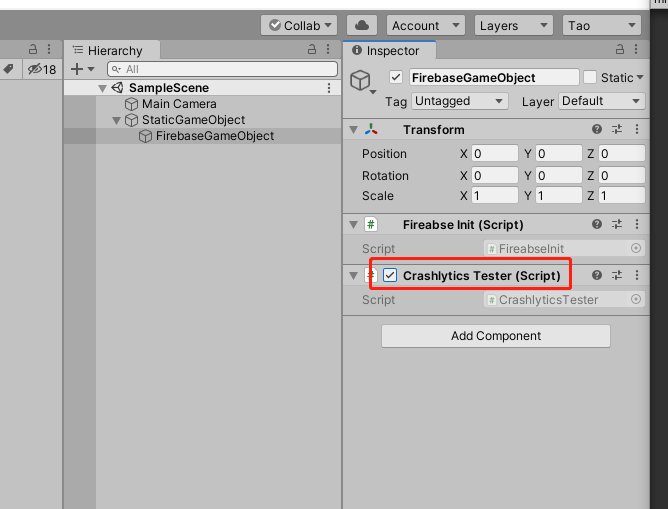 Collab
Account
Layers
Tao
Hierarchy
Inspector
18
All
SampleScene
Main Camera
StaticGameObject
FirebaseGameObject
FirebaseGameObject
Static
Tag Untagged Layer Default
Transform
Position X 0 Y 0 Z 0
Rotation X 0 Y 0 Z 0
Scale X 1 Y 1 Z 1
# Fireabse Init (Script)
Script # FireabseInit
# Crashlytics Tester (Script)
Script # CrashlyticsTester
Add Component